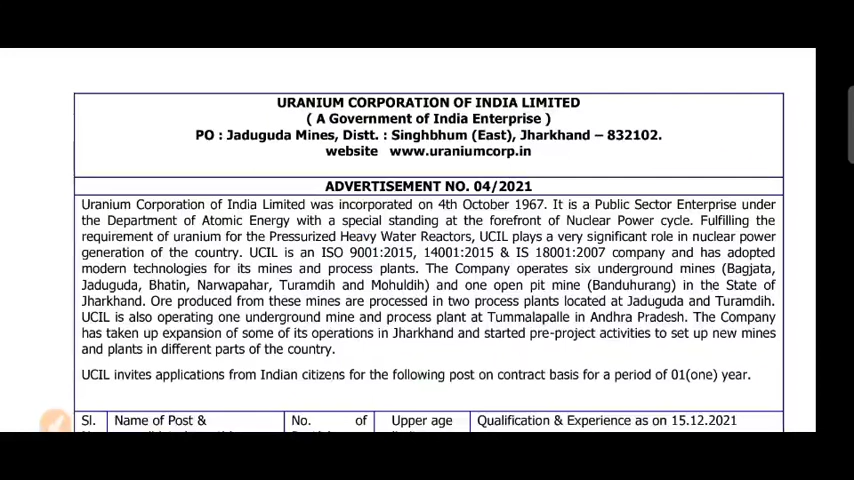 URANIUM CORPORATION OF INDIA LIMITED
( A Government of India Enterprise )
PO : Jaduguda Mines, Distt. : Singhbhum (East), Jharkhand – 832102.
website www.uraniumcorp.in
ADVERTISEMENT NO. 04/2021
Uranium Corporation of India Limited was incorporated on 4th October 1967. It is a Public Sector Enterprise under
the Department of Atomic Energy with a special standing at the forefront of Nuclear Power cycle. Fulfilling the
requirement of uranium for the Pressurized Heavy Water Reactors, UCIL plays a very significant role in nuclear power
generation of the country. UCIL is an ISO 9001:2015, 14001:2015 & IS 18001:2007 company and has adopted
modern technologies for its mines and process plants. The Company operates six underground mines (Bagjata,
Jaduguda, Bhatin, Narwapahar, Turamdih and Mohuldih) and one open pit mine (Banduhurang) in the State of
Jharkhand. Ore produced from these mines are processed in two process plants located at Jaduguda and Turamdih.
UCIL is also operating one underground mine and process plant at Tummalapalle in Andhra Pradesh. The Company
has taken up expansion of some of its operations in Jharkhand and started pre-project activities to set up new mines
and plants in different parts of the country.
UCIL invites applications from Indian citizens for the following post on contract basis for a period of 01(one) year.
Sl. Name of Post & No. of Upper age Qualification & Experience as on 15.12.2021